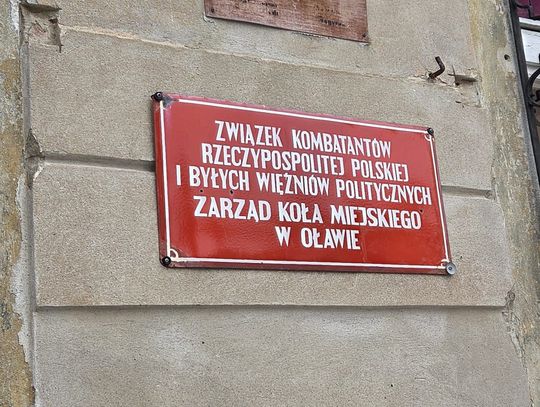 ZWIĄZEK KOMBATANTÓW
RZECZYPOSPOLITEJ POLSKIEJ
I BYŁYCH WIĘŹNIÓW POLITYCZNYCH
ZARZĄD KOŁA MIEJSKIEGO
W OŁAWIE